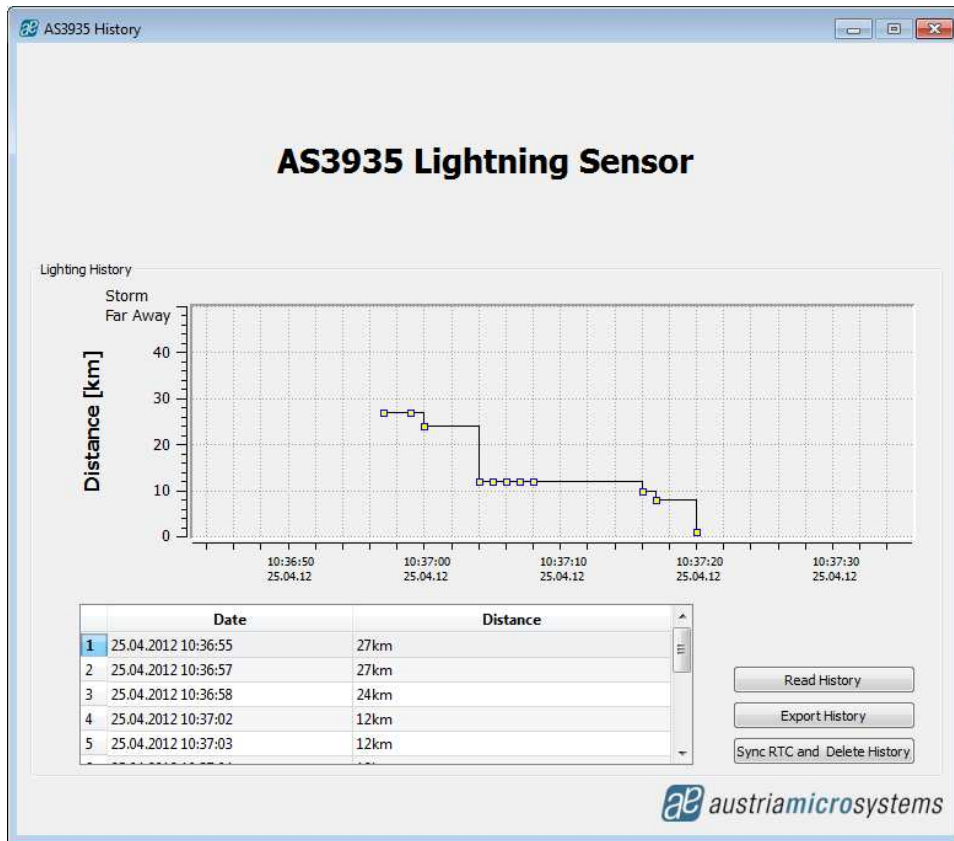 AS3935 History
AS3935 Lightning Sensor
Lighting History
Storm
Far Away
Distance [km]
40
30
20
10
0
10:36:50 10:37:00 10:37:10 10:37:20 10:37:30
25.04.12 25.04.12 25.04.12 25.04.12 25.04.12
Date Distance
1 25.04.2012 10:36:55 27km
2 25.04.2012 10:36:57 27km
3 25.04.2012 10:36:58 24km
4 25.04.2012 10:37:02 12km
5 25.04.2012 10:37:03 12km
Read History
Export History
Sync RTC and Delete History
ae austriamicrosystems